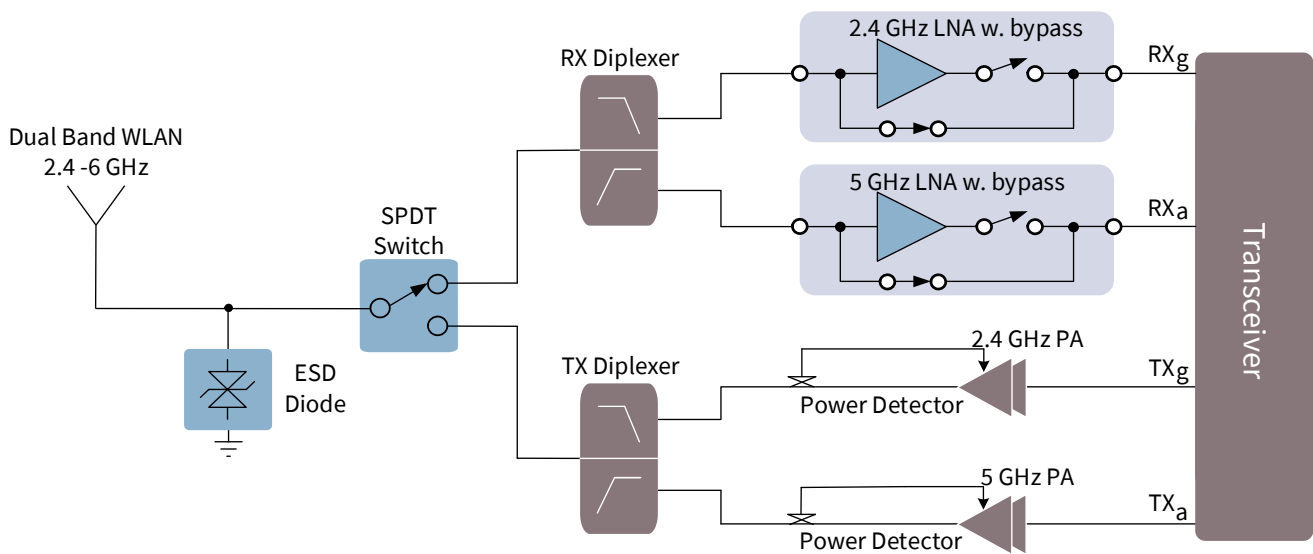 Dual Band WLAN
2.4 -6 GHz
ESD
Diode
SPDT
Switch
RX Diplexer
TX Diplexer
2.4 GHz LNA w. bypass
5 GHz LNA w. bypass
2.4 GHz PA
Power Detector
5 GHz PA
Power Detector
RXg
RXa
TXg
TXa
Transceiver